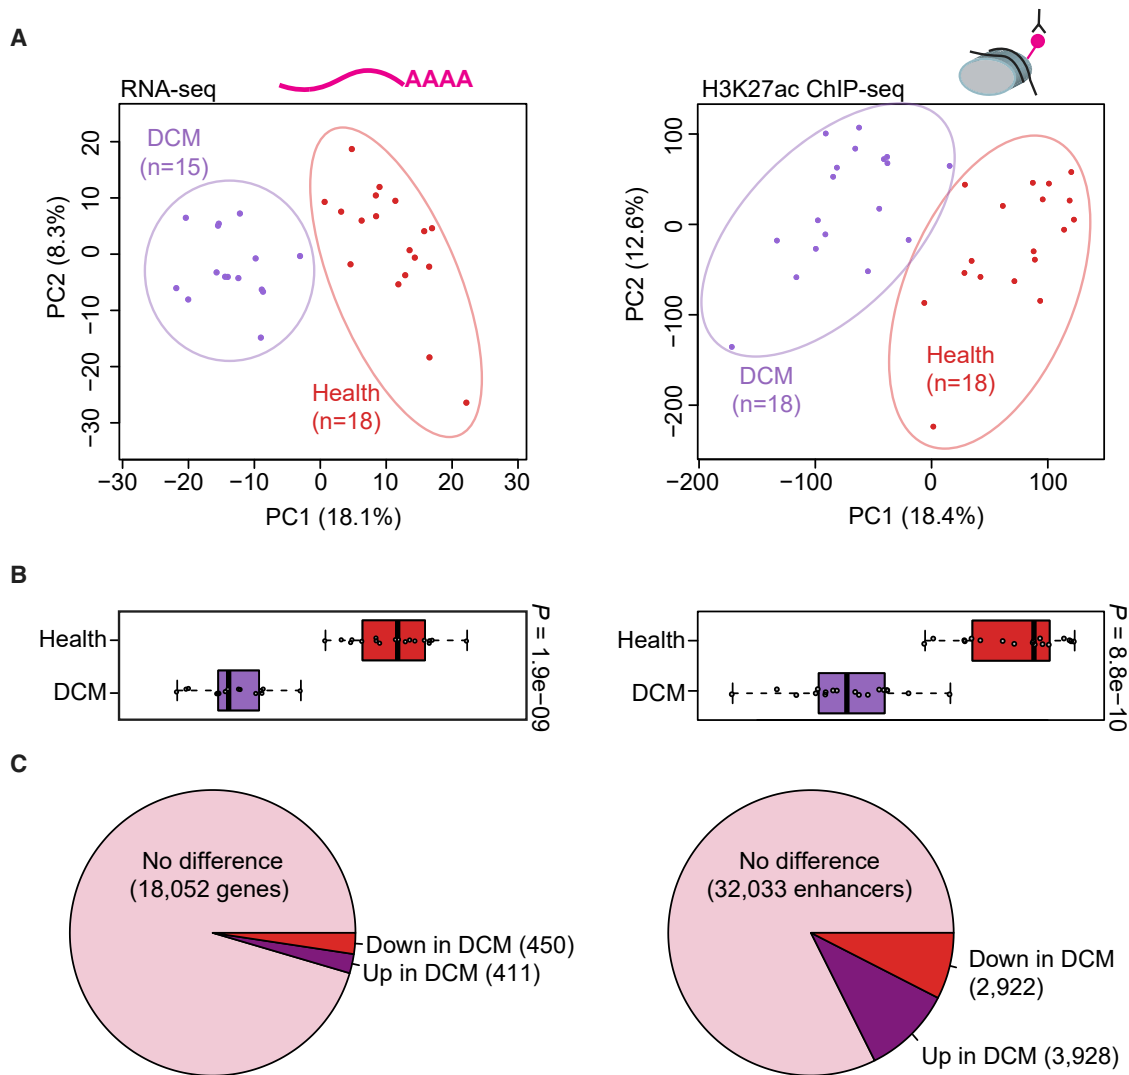 A
RNA-seq
AAAA
DCM
(n=15)
Health
(n=18)
PC2 (8.3%)
20
10
0
−10
−20
−30
−30
−20
−10
0
10
20
30
PC1 (18.1%)
H3K27ac ChIP-seq
DCM
(n=18)
Health
(n=18)
PC2 (12.6%)
100
0
−100
−200
−200
−100
0
100
PC1 (18.4%)
B
Health
DCM
P = 1.9e−09
Health
DCM
P = 8.8e−10
C
No difference
(18,052 genes)
Down in DCM (450)
Up in DCM (411)
No difference
(32,033 enhancers)
Down in DCM
(2,922)
Up in DCM (3,928)